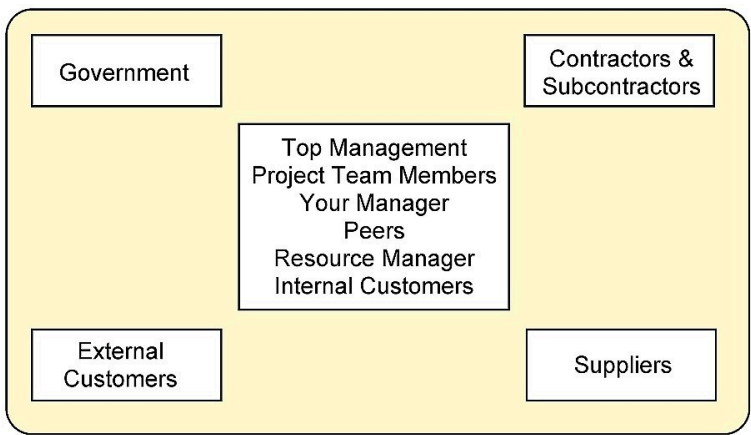 Government
Contractors &
Subcontractors
Top Management
Project Team Members
Your Manager
Peers
Resource Manager
Internal Customers
External
Customers
Suppliers